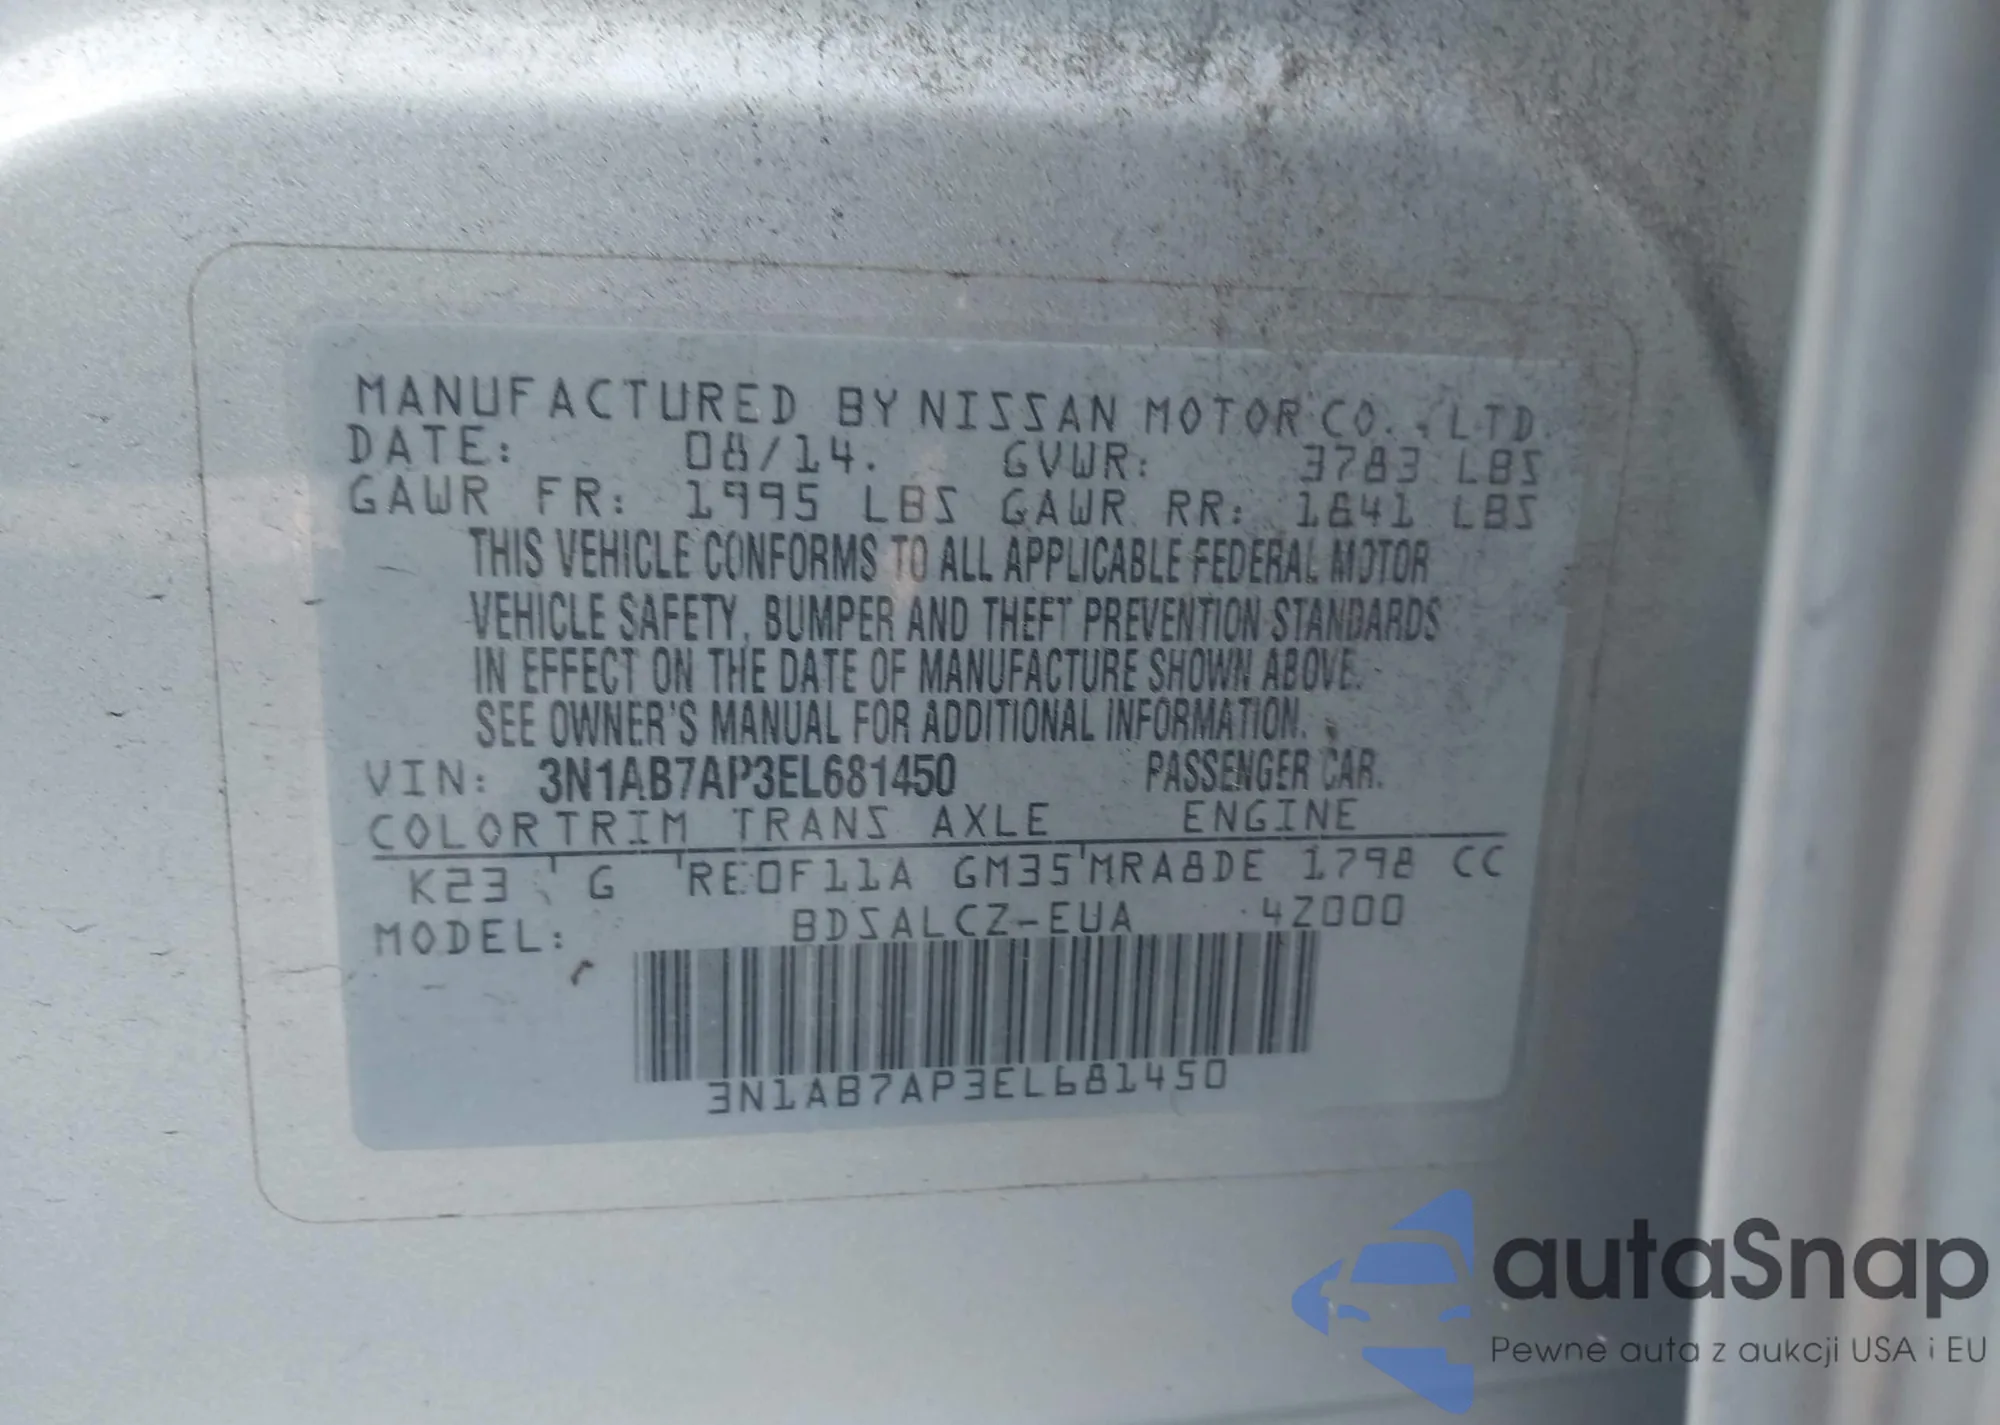 MANUFACTURED BY NISSAN MOTOR CO., LTD.
DATE: 08/14. GVWR: 3783 LBS
GAWR FR: 1995 LBS GAWR RR: 1841 LBS
THIS VEHICLE CONFORMS TO ALL APPLICABLE FEDERAL MOTOR
VEHICLE SAFETY, BUMPER AND THEFT PREVENTION STANDARDS
IN EFFECT ON THE DATE OF MANUFACTURE SHOWN ABOVE.
SEE OWNER'S MANUAL FOR ADDITIONAL INFORMATION.
VIN: 3N1AB7AP3EL681450 PASSENGER CAR.
COLOR TRIM TRANS AXLE ENGINE
K23 G RE0F11A GM35 MRA8DE 1798 CC
MODEL: BDSALCZ-EUA 42000
3N1AB7AP3EL681450
autaSnap
Pewne auta z aukcji USA i EU